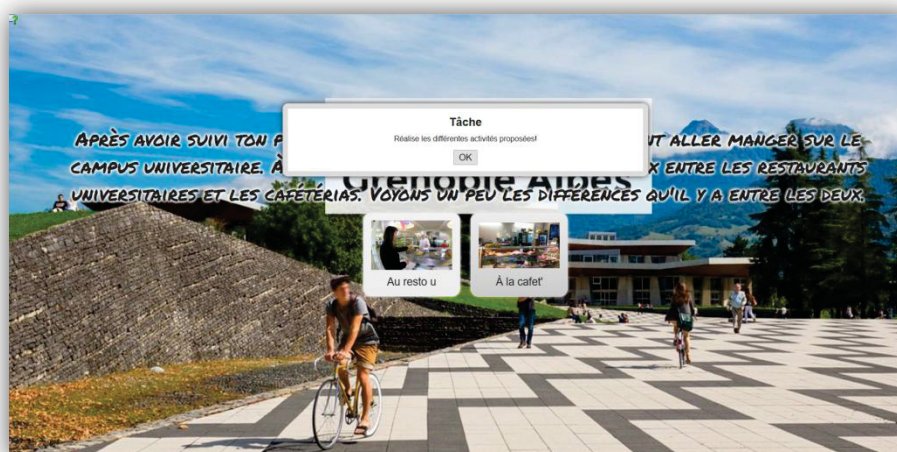 Tâche
Réalise les différentes activités proposées!
OK
APRÈS AVOIR SUIVI TON P NT ALLER MANGER SUR LE
CAMPUS UNIVERSITAIRE. À X ENTRE LES RESTAURANTS
Grenoble Alpes
UNIVERSITAIRES ET LES CAFÉTÉRIAS. VOYONS UN PEU LES DIFFÉRENCES QU'IL Y A ENTRE LES DEUX.
Au resto u
À la cafet'